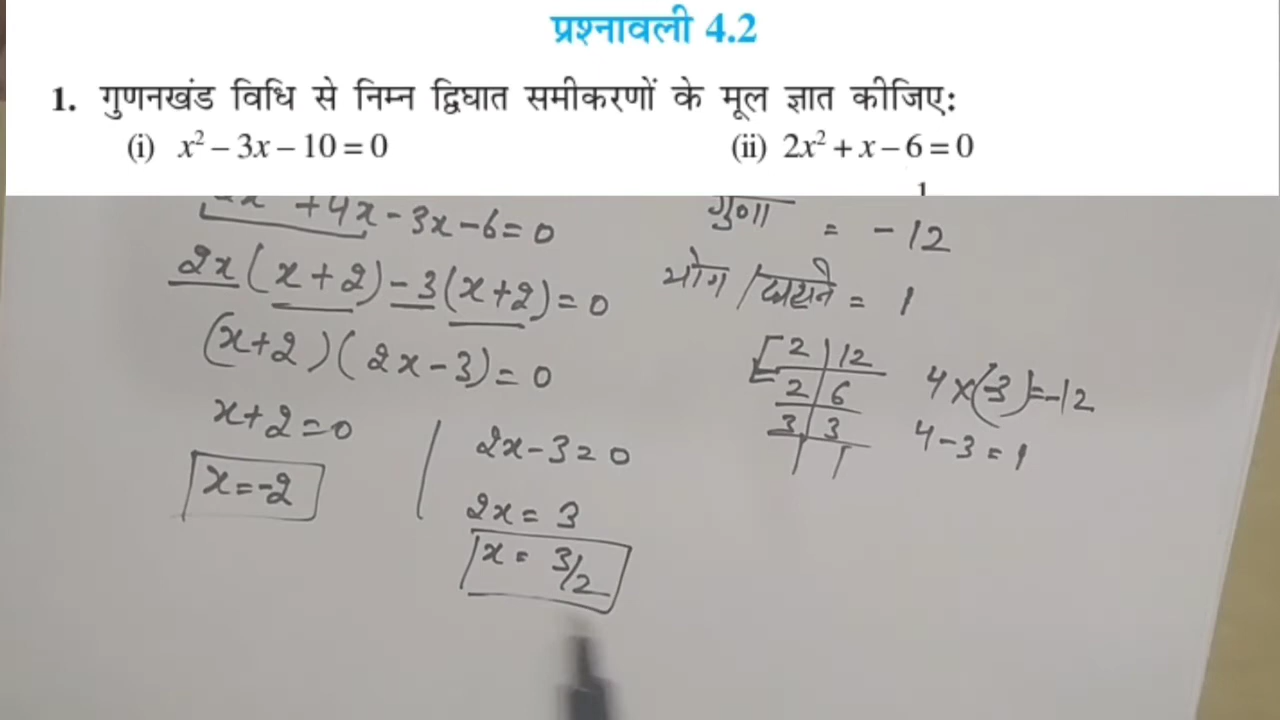 प्रश्नावली 4.2
1. गुणनखंड विधि से निम्न द्विघात समीकरणों के मूल ज्ञात कीजिए:
(i) x² – 3x – 10 = 0
(ii) 2x² + x – 6 = 0
+4x-3x-6=0
2x(x+2)-3(x+2)=0
(x+2)(2x-3)=0
x+2=0
x=-2
2x-3=0
2x=3
x=3/2
गुणा = -12
योग / = 1
2 | 12
2 | 6
3 | 3
4x(-3)=-12
4-3=1